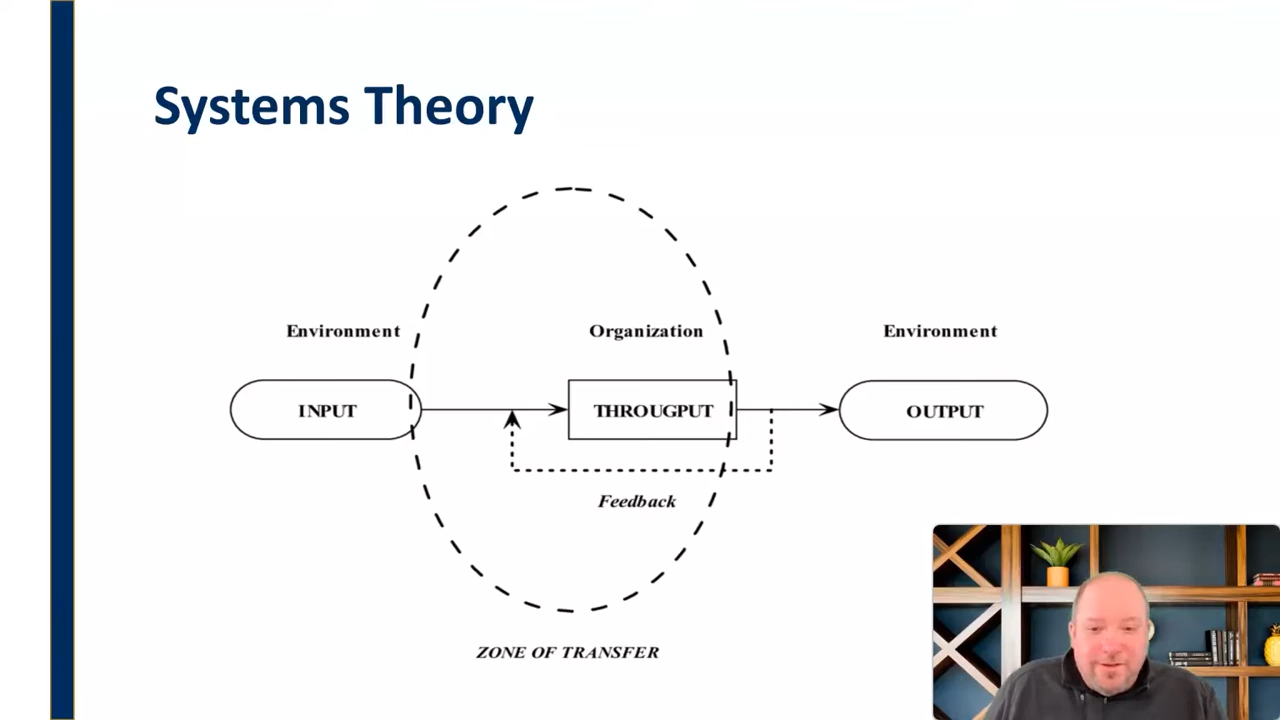 Systems Theory
Environment
Organization
Environment
INPUT
THROUGPUT
OUTPUT
Feedback
ZONE OF TRANSFER